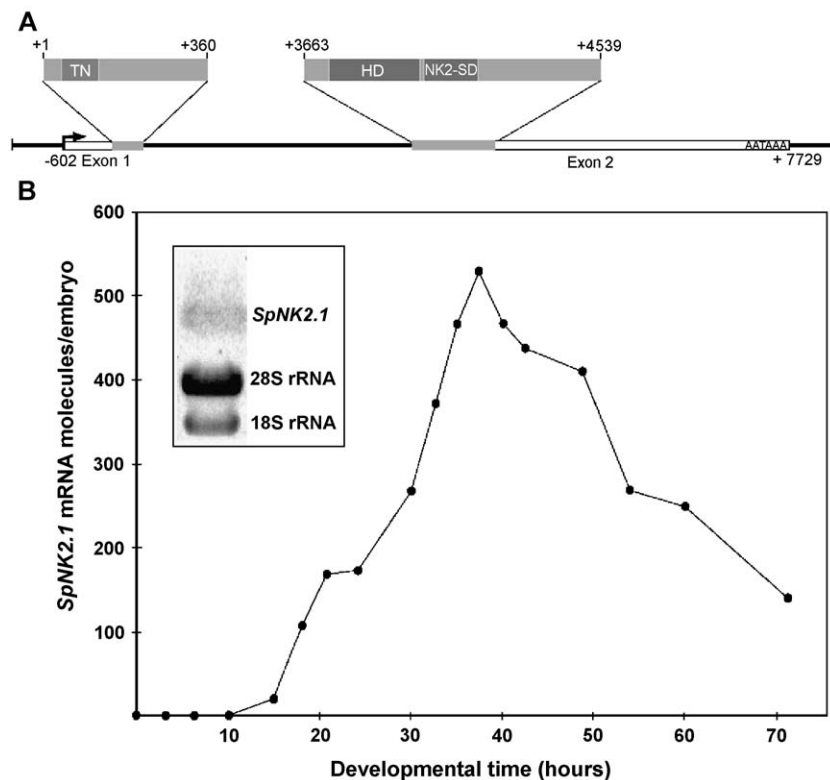 A
+1 +360 +3663 +4539
TN HD NK2-SD
-602 Exon 1 Exon 2 AATAAA + 7729
B
600
500
400
300
200
100
SpNK2.1 mRNA molecules/embryo
SpNK2.1
28S rRNA
18S rRNA
10 20 30 40 50 60 70
Developmental time (hours)